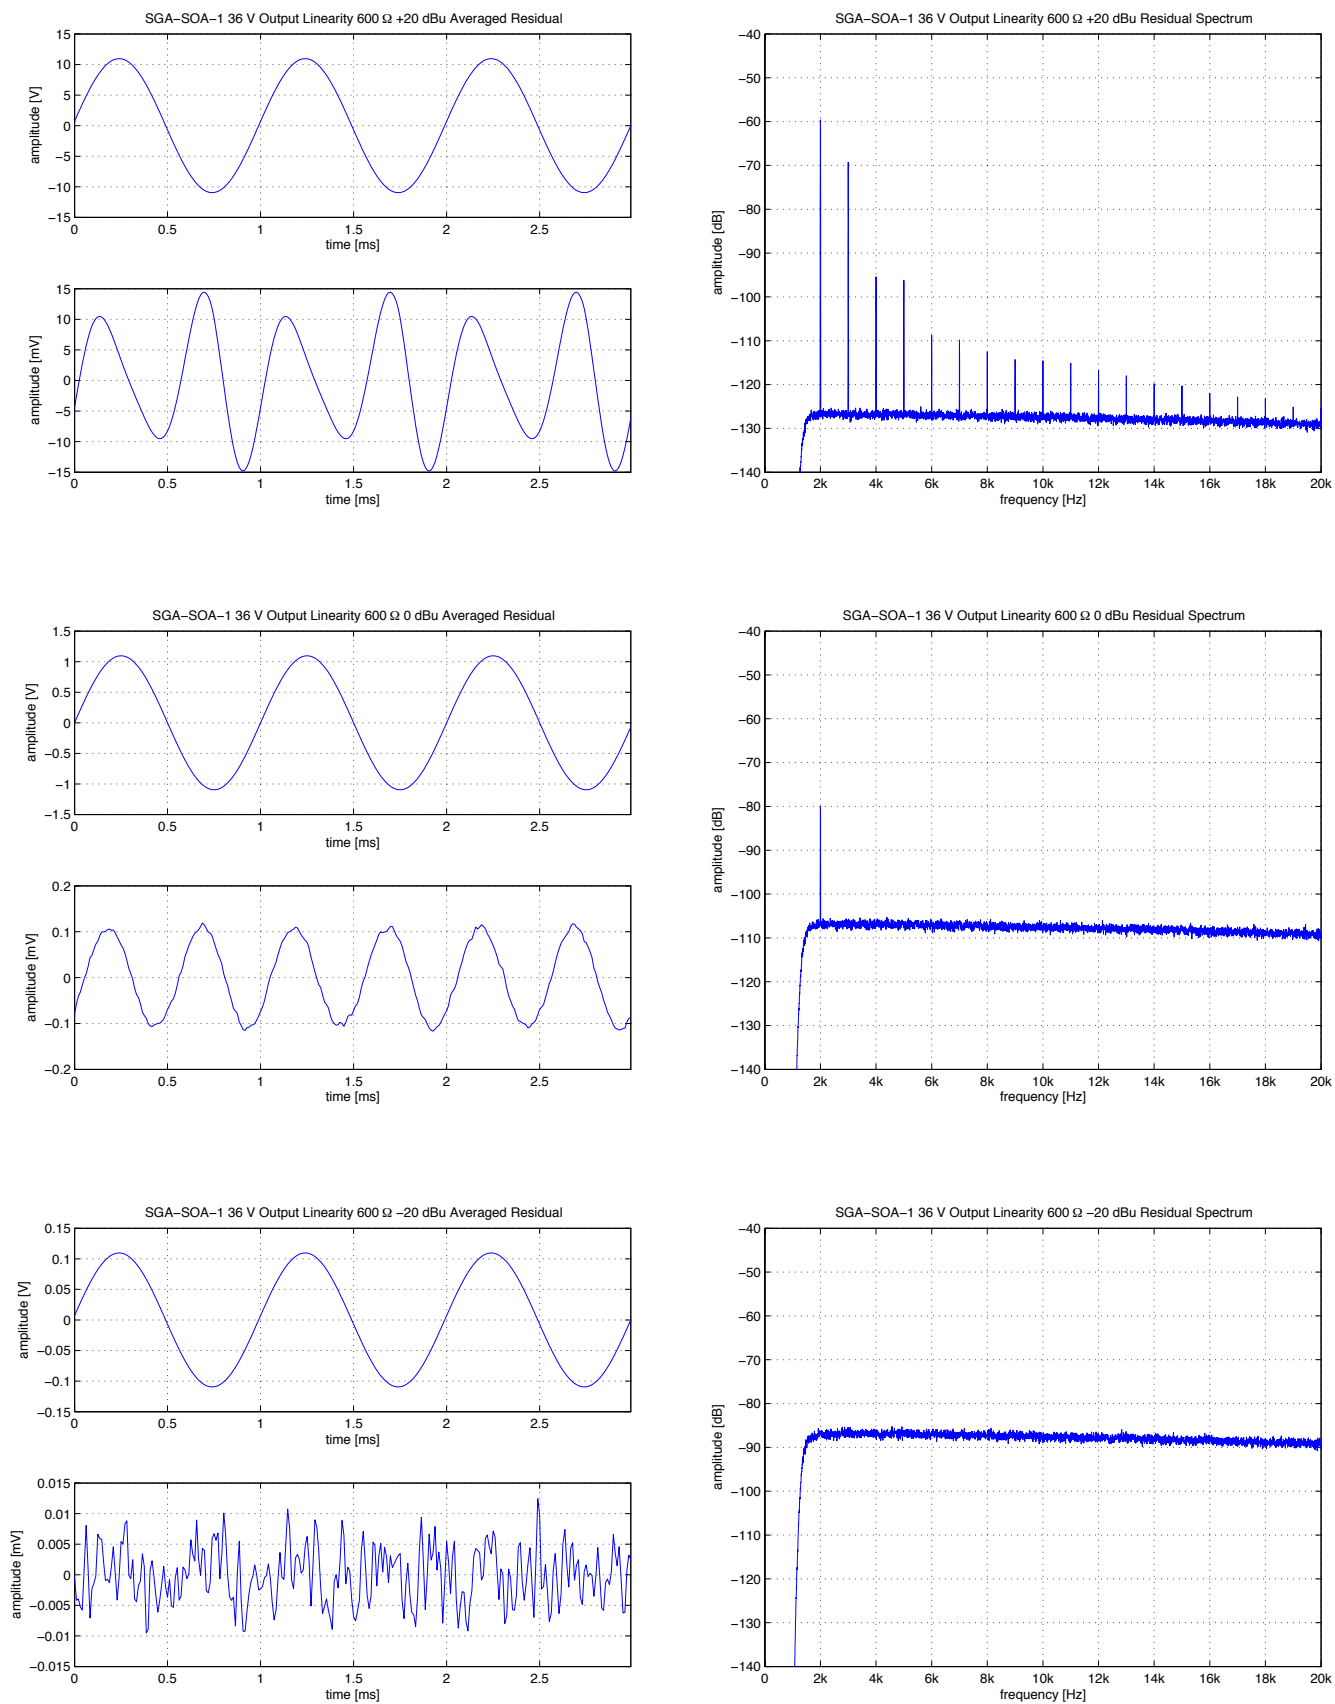 SGA−SOA−1 36 V Output Linearity 600 Ω +20 dBu Averaged Residual
15
10
5
0
−5
−10
−15
amplitude [V]
0 0.5 1 1.5 2 2.5
time [ms]
15
10
5
0
−5
−10
−15
amplitude [mV]
0 0.5 1 1.5 2 2.5
time [ms]
SGA−SOA−1 36 V Output Linearity 600 Ω +20 dBu Residual Spectrum
−40
−50
−60
−70
−80
−90
−100
−110
−120
−130
−140
amplitude [dB]
0 2k 4k 6k 8k 10k 12k 14k 16k 18k 20k
frequency [Hz]
SGA−SOA−1 36 V Output Linearity 600 Ω 0 dBu Averaged Residual
1.5
1
0.5
0
−0.5
−1
−1.5
amplitude [V]
0 0.5 1 1.5 2 2.5
time [ms]
0.2
0.1
0
−0.1
−0.2
amplitude [mV]
0 0.5 1 1.5 2 2.5
time [ms]
SGA−SOA−1 36 V Output Linearity 600 Ω 0 dBu Residual Spectrum
−40
−50
−60
−70
−80
−90
−100
−110
−120
−130
−140
amplitude [dB]
0 2k 4k 6k 8k 10k 12k 14k 16k 18k 20k
frequency [Hz]
SGA−SOA−1 36 V Output Linearity 600 Ω −20 dBu Averaged Residual
0.15
0.1
0.05
0
−0.05
−0.1
−0.15
amplitude [V]
0 0.5 1 1.5 2 2.5
time [ms]
0.015
0.01
0.005
0
−0.005
−0.01
−0.015
amplitude [mV]
0 0.5 1 1.5 2 2.5
time [ms]
SGA−SOA−1 36 V Output Linearity 600 Ω −20 dBu Residual Spectrum
−40
−50
−60
−70
−80
−90
−100
−110
−120
−130
−140
amplitude [dB]
0 2k 4k 6k 8k 10k 12k 14k 16k 18k 20k
frequency [Hz]